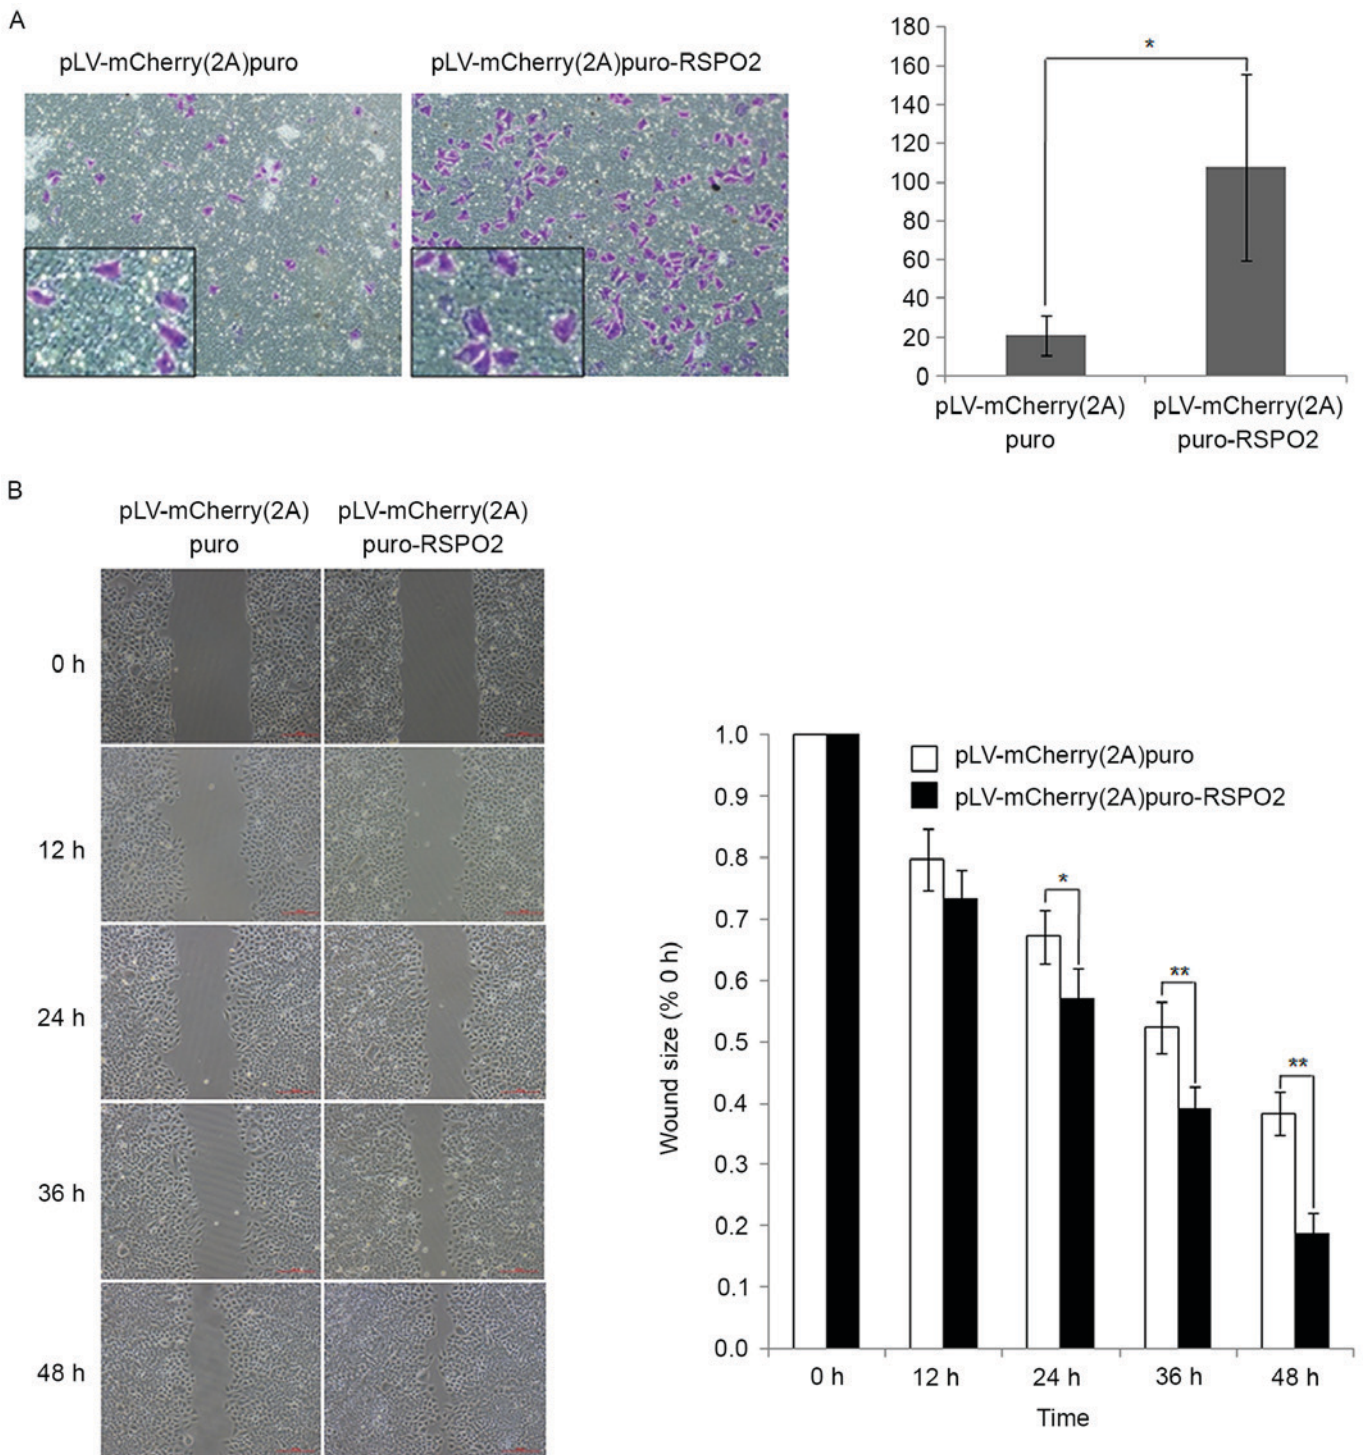 A
pLV-mCherry(2A)puro
pLV-mCherry(2A)puro-RSPO2
180
160
140
120
100
80
60
40
20
0
*
pLV-mCherry(2A)
puro
pLV-mCherry(2A)
puro-RSPO2
B
pLV-mCherry(2A)
puro
pLV-mCherry(2A)
puro-RSPO2
0 h
12 h
24 h
36 h
48 h
Wound size (% 0 h)
1.0
0.9
0.8
0.7
0.6
0.5
0.4
0.3
0.2
0.1
0.0
pLV-mCherry(2A)puro
pLV-mCherry(2A)puro-RSPO2
*
**
**
0 h
12 h
24 h
36 h
48 h
Time